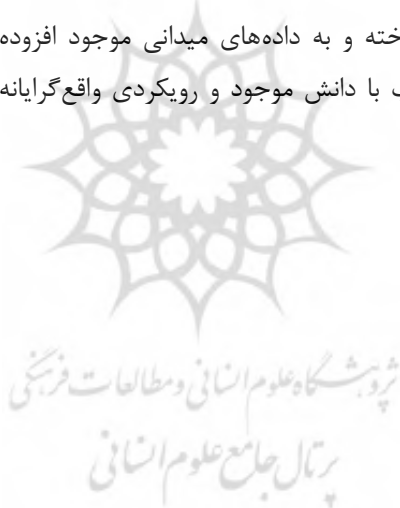 خته و به داده‌های میدانی موجود افزوده
با دانش موجود و رویکردی واقع‌گرایانه
پژوهشگاه علوم انسانی و مطالعات فرهنگی
پرتال جامع علوم انسانی